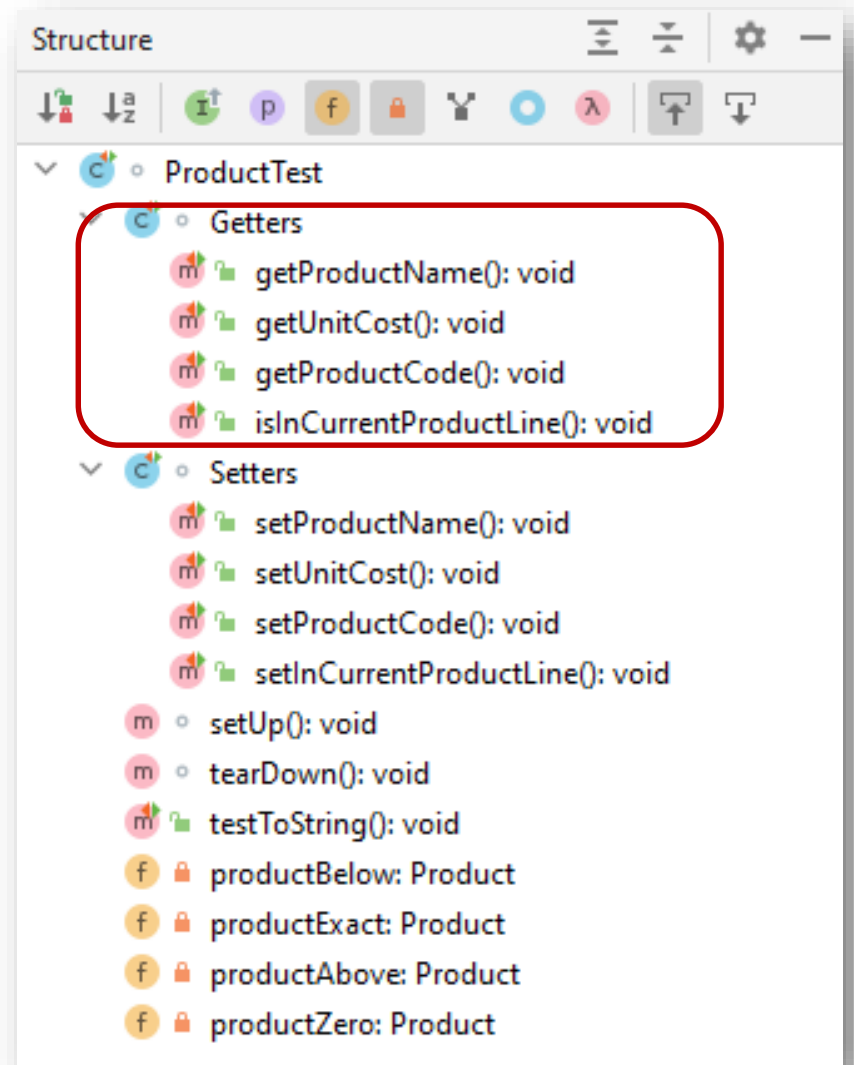 Structure
ProductTest
Getters
getProductName(): void
getUnitCost(): void
getProductCode(): void
isInCurrentProductLine(): void
Setters
setProductName(): void
setUnitCost(): void
setProductCode(): void
setInCurrentProductLine(): void
setUp(): void
tearDown(): void
testToString(): void
productBelow: Product
productExact: Product
productAbove: Product
productZero: Product